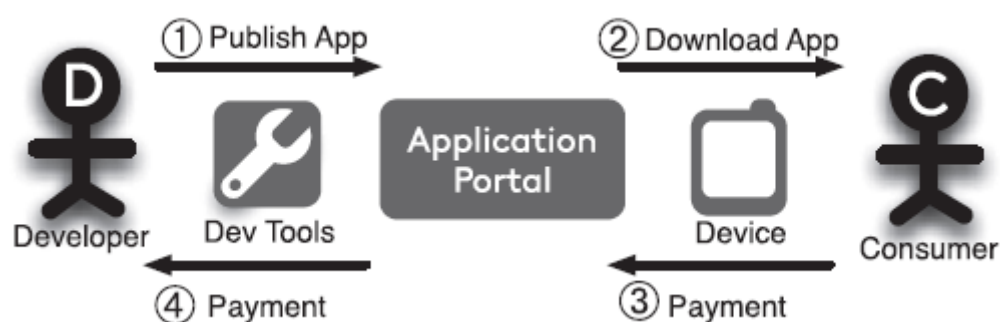 ① Publish App
② Download App
D
C
Application
Portal
Developer
Dev Tools
Device
Consumer
④ Payment
③ Payment